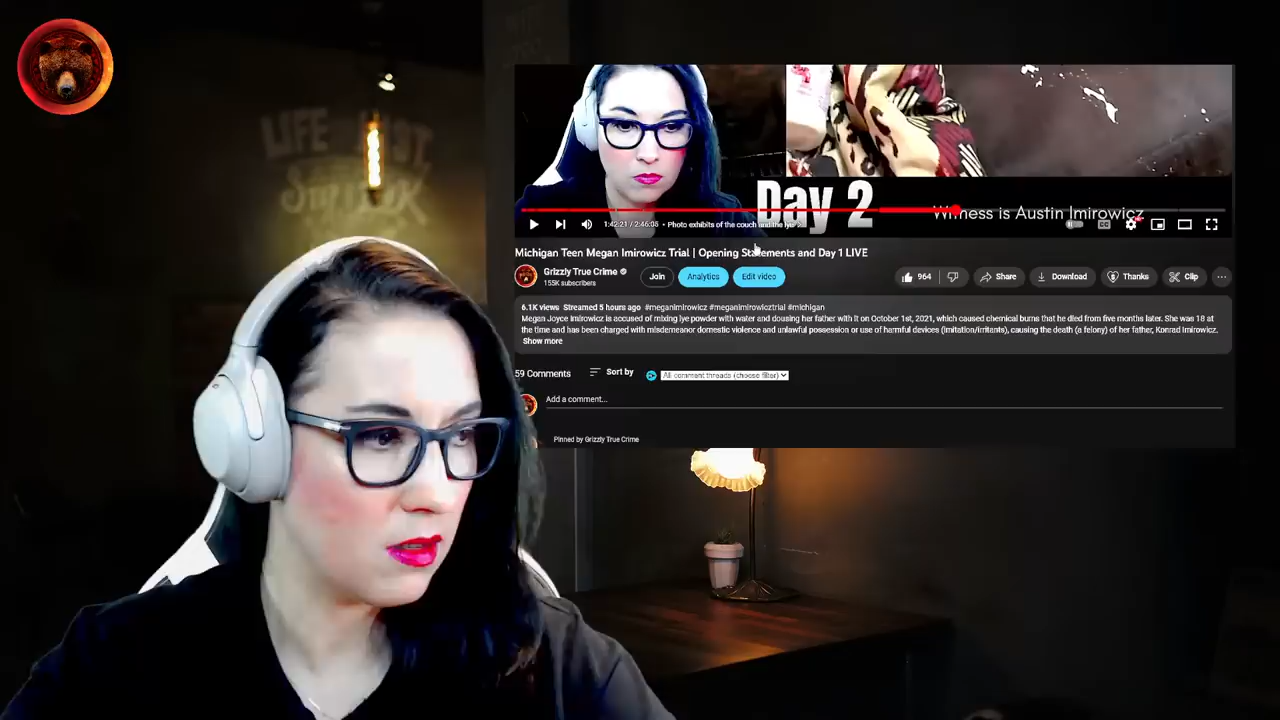 LIFE
Day 2
Witness is Austin Imirowicz
1:42:21 / 2:46:05 • Photo exhibits of the couch and the lye
Michigan Teen Megan Imirowicz Trial | Opening Statements and Day 1 LIVE
Grizzly True Crime
155K subscribers
Join
Analytics
Edit video
964
Share
Download
Thanks
Clip
6.1K views Streamed 5 hours ago #meganimirowicz #meganimirowicztrial #michigan
Megan Joyce Imirowicz is accused of mixing lye powder with water and dousing her father with it on October 1st, 2021, which caused chemical burns that he died from five months later. She was 18 at
the time and has been charged with misdemeanor domestic violence and unlawful possession or use of harmful devices (imitation/irritants), causing the death (a felony) of her father, Konrad Imirowicz.
Show more
59 Comments
Sort by
All comment threads (choose filter)
Add a comment...
Pinned by Grizzly True Crime